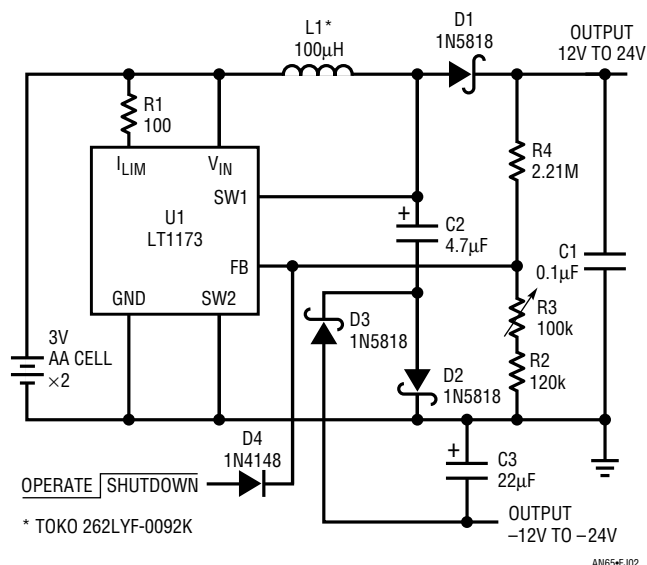 L1*
100µH
D1
1N5818
OUTPUT
12V TO 24V
R1
100
I_LIM
V_IN
SW1
U1
LT1173
FB
GND
SW2
+
C2
4.7µF
R4
2.21M
C1
0.1µF
R3
100k
R2
120k
D3
1N5818
D2
1N5818
3V
AA CELL
×2
D4
1N4148
+
C3
22µF
OPERATE SHUTDOWN
* TOKO 262LYF-0092K
OUTPUT
–12V TO –24V
AN65•FJ02